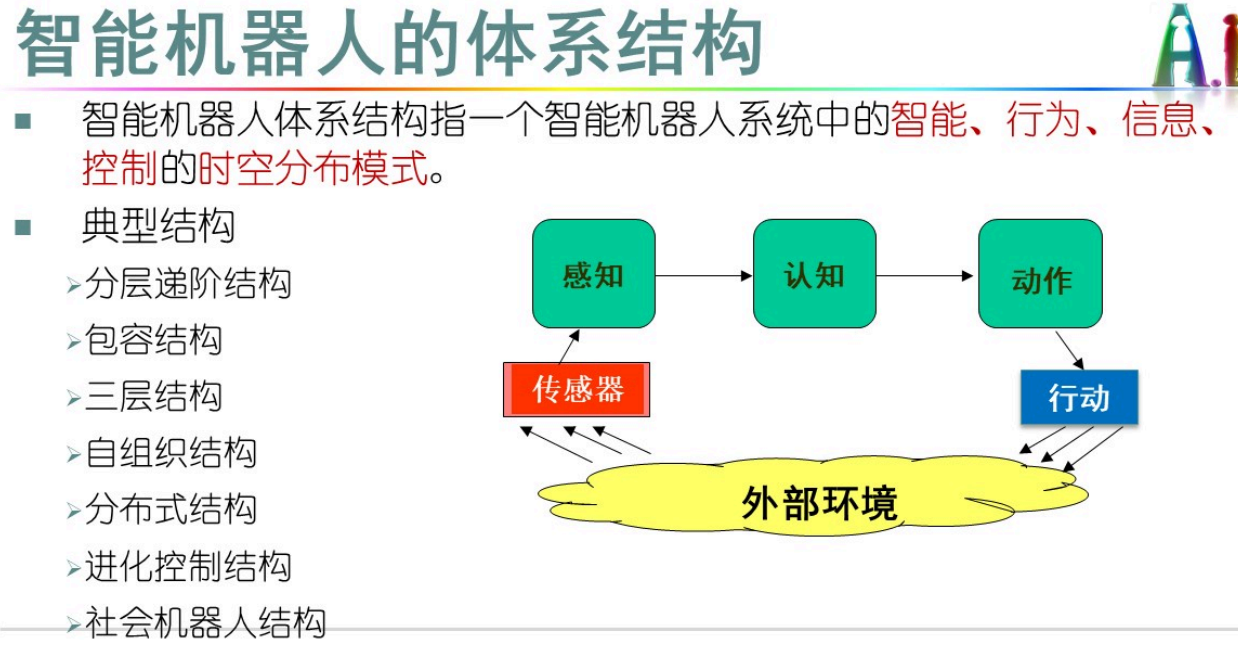 智能机器人的体系结构
A.I
智能机器人体系结构指一个智能机器人系统中的智能、行为、信息、
控制的时空分布模式。
典型结构
分层递阶结构
包容结构
三层结构
自组织结构
分布式结构
进化控制结构
社会机器人结构
感知
认知
动作
传感器
行动
外部环境